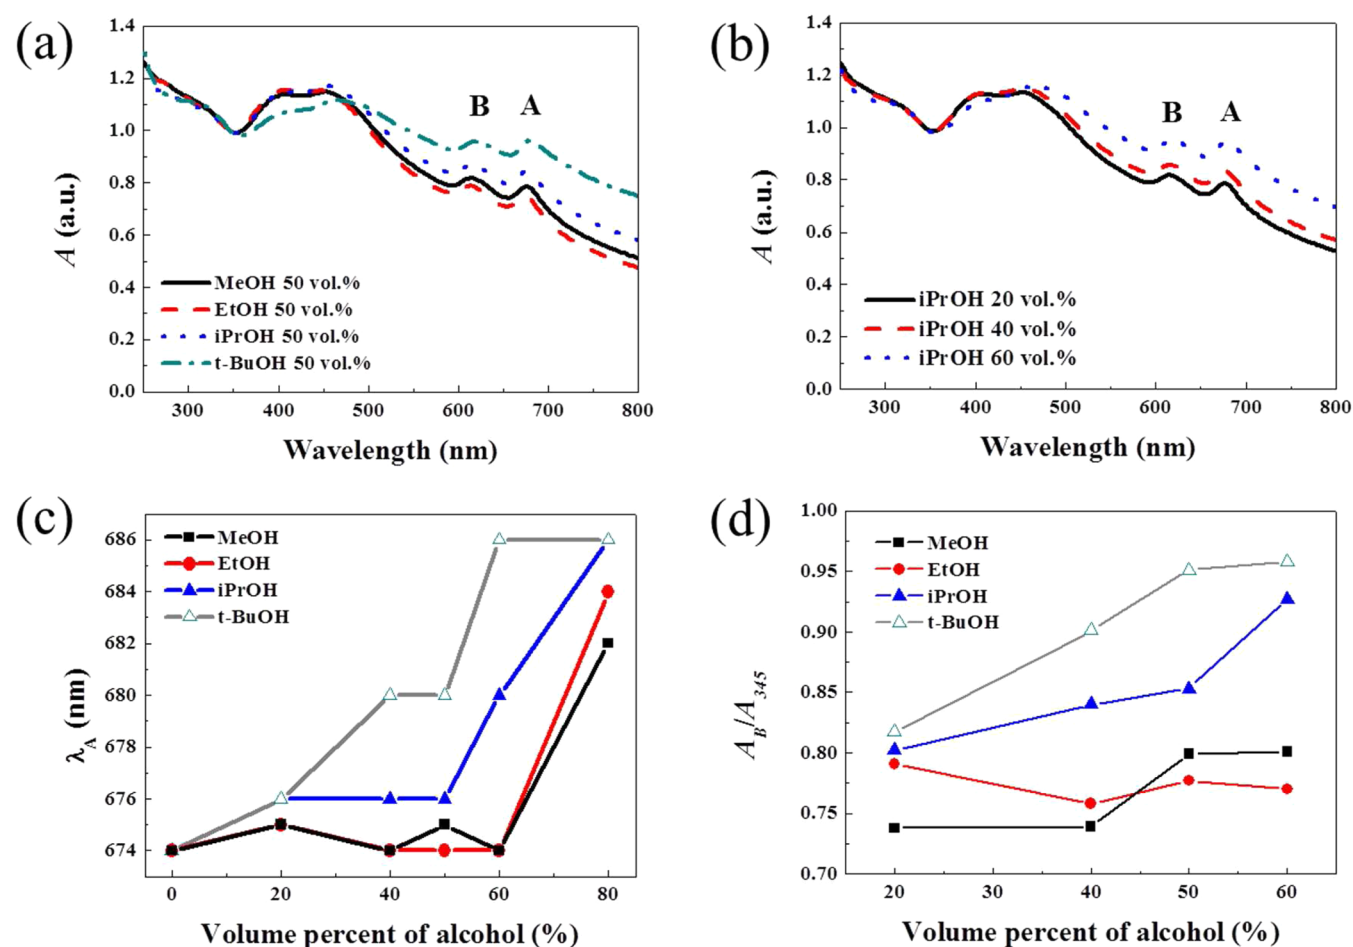 (a)
1.4
1.2
1.0
0.8
0.6
0.4
0.2
0.0
A (a.u.)
B
A
MeOH 50 vol.%
EtOH 50 vol.%
iPrOH 50 vol.%
t-BuOH 50 vol.%
300 400 500 600 700 800
Wavelength (nm)
(b)
1.4
1.2
1.0
0.8
0.6
0.4
0.2
0.0
A (a.u.)
B
A
iPrOH 20 vol.%
iPrOH 40 vol.%
iPrOH 60 vol.%
300 400 500 600 700 800
Wavelength (nm)
(c)
686
684
682
680
678
676
674
λA (nm)
MeOH
EtOH
iPrOH
t-BuOH
0 20 40 50 60 80
Volume percent of alcohol (%)
(d)
1.00
0.95
0.90
0.85
0.80
0.75
0.70
AB/A345
MeOH
EtOH
iPrOH
t-BuOH
20 30 40 50 60
Volume percent of alcohol (%)